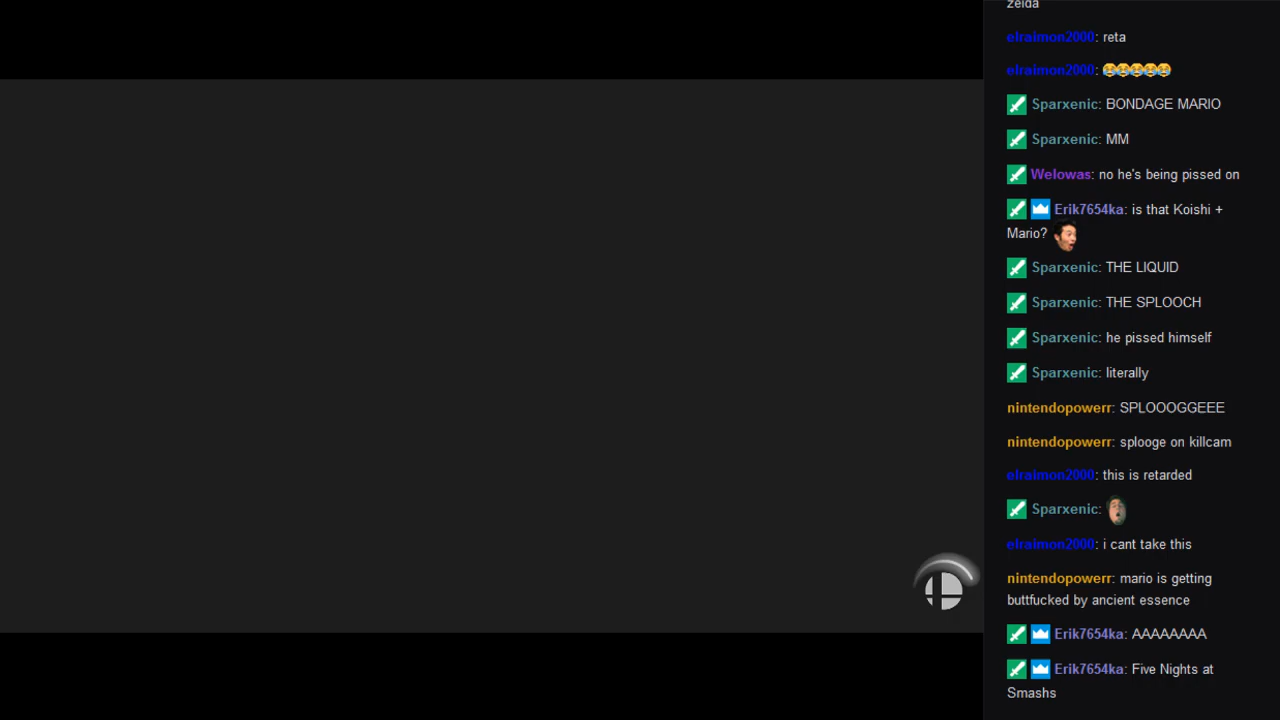 zelda
elraimon2000: reta
elraimon2000: 😂😂😂😂😂
Sparxenic: BONDAGE MARIO
Sparxenic: MM
Welowas: no he's being pissed on
Erik7654ka: is that Koishi +
Mario?
Sparxenic: THE LIQUID
Sparxenic: THE SPLOOCH
Sparxenic: he pissed himself
Sparxenic: literally
nintendopowerr: SPLOOOGGEEE
nintendopowerr: splooge on killcam
elraimon2000: this is retarded
Sparxenic:
elraimon2000: i cant take this
nintendopowerr: mario is getting
buttfucked by ancient essence
Erik7654ka: AAAAAAAA
Erik7654ka: Five Nights at
Smashs